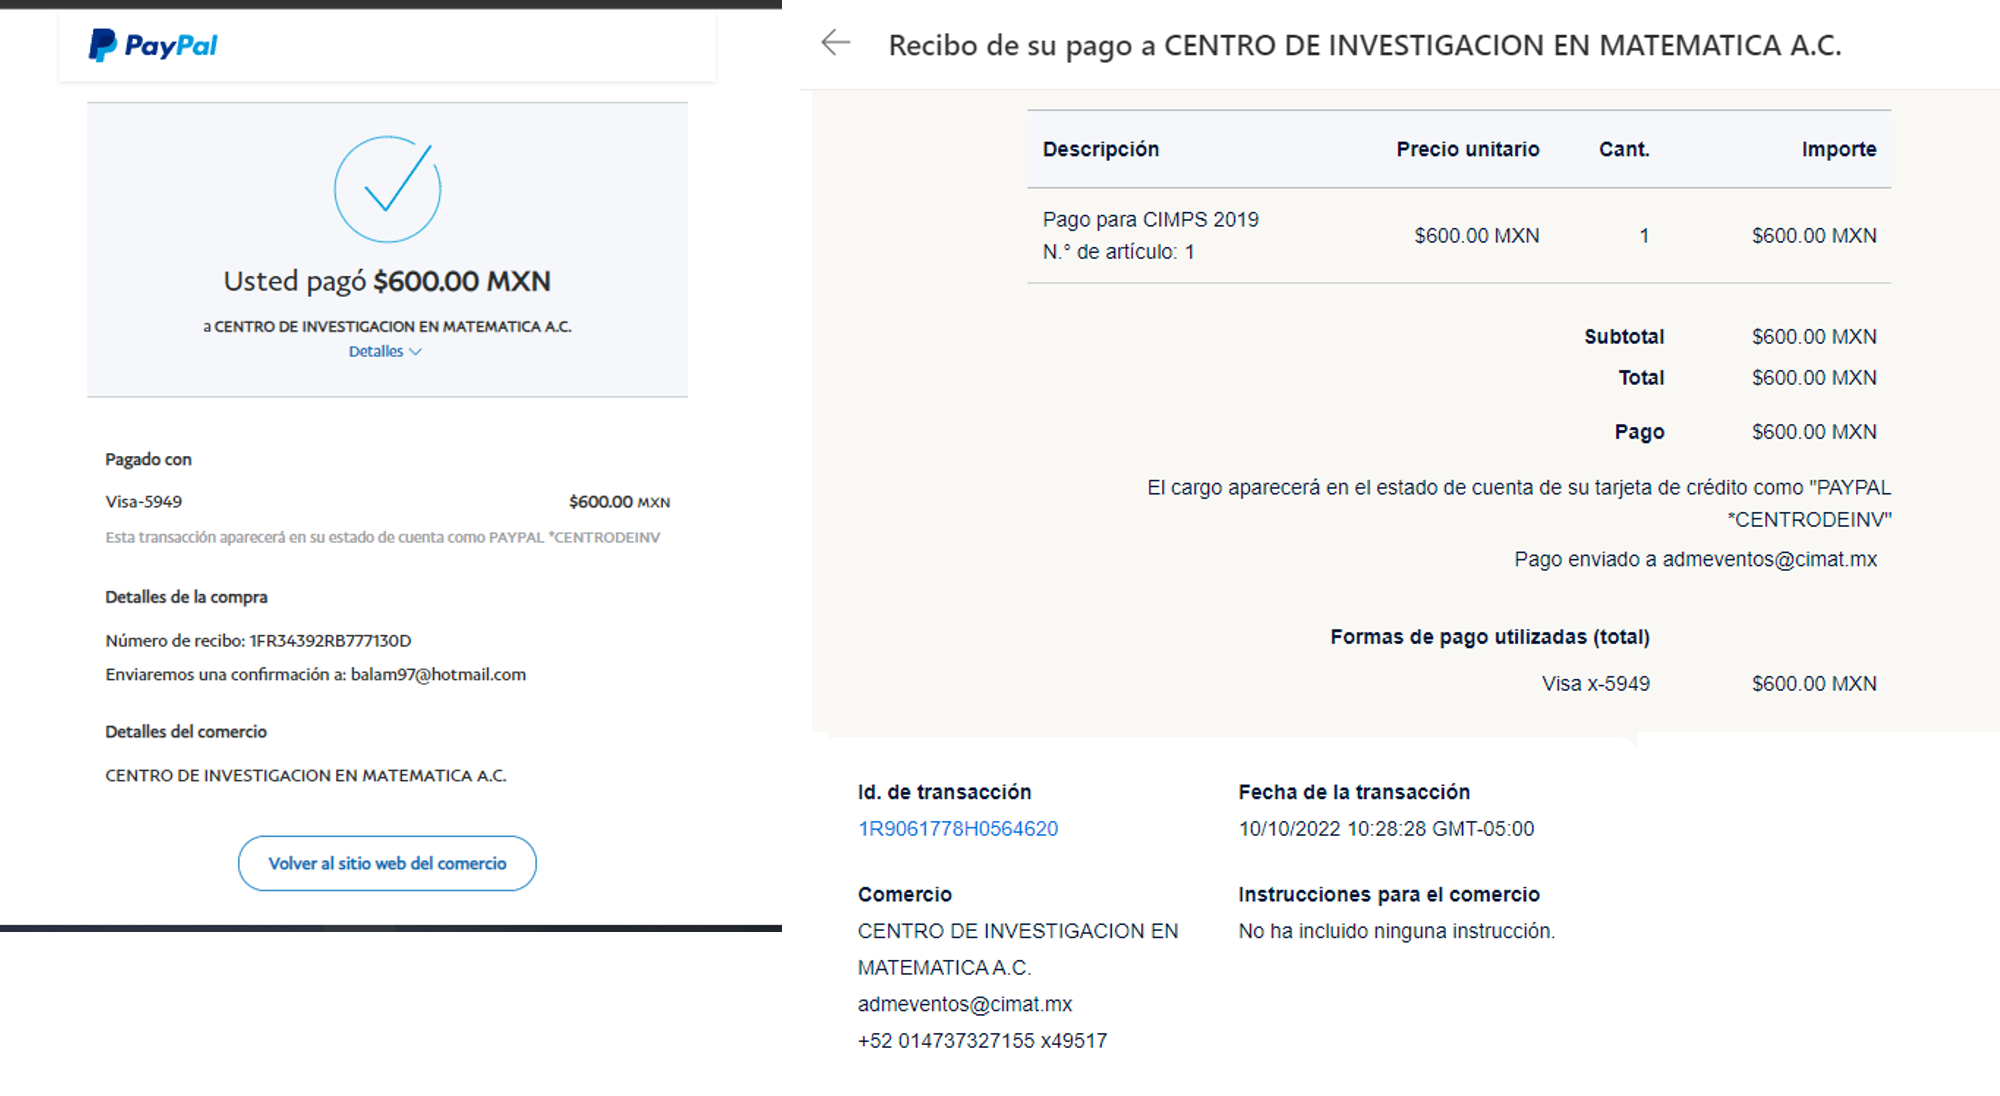 PayPal
Usted pagó $600.00 MXN
a CENTRO DE INVESTIGACION EN MATEMATICA A.C.
Detalles
Pagado con
Visa-5949 $600.00 MXN
Esta transacción aparecerá en su estado de cuenta como PAYPAL *CENTRODEINV
Detalles de la compra
Número de recibo: 1FR34392RB777130D
Enviaremos una confirmación a: balam97@hotmail.com
Detalles del comercio
CENTRO DE INVESTIGACION EN MATEMATICA A.C.
Volver al sitio web del comercio
Recibo de su pago a CENTRO DE INVESTIGACION EN MATEMATICA A.C.
Descripción Precio unitario Cant. Importe
Pago para CIMPS 2019
N.° de artículo: 1 $600.00 MXN 1 $600.00 MXN
Subtotal $600.00 MXN
Total $600.00 MXN
Pago $600.00 MXN
El cargo aparecerá en el estado de cuenta de su tarjeta de crédito como "PAYPAL
*CENTRODEINV"
Pago enviado a admeventos@cimat.mx
Formas de pago utilizadas (total)
Visa x-5949 $600.00 MXN
Id. de transacción
1R9061778H0564620
Fecha de la transacción
10/10/2022 10:28:28 GMT-05:00
Comercio
CENTRO DE INVESTIGACION EN
MATEMATICA A.C.
admeventos@cimat.mx
+52 014737327155 x49517
Instrucciones para el comercio
No ha incluido ninguna instrucción.